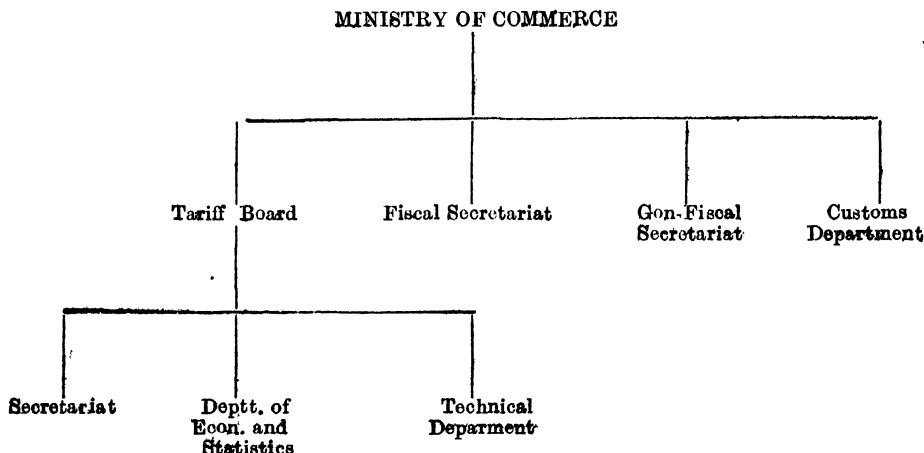 MINISTRY OF COMMERCE
Tariff Board
Fiscal Secretariat
Gon-Fiscal
Secretariat
Customs
Department
Secretariat
Deptt. of
Econ. and
Statistics
Technical
Deparment